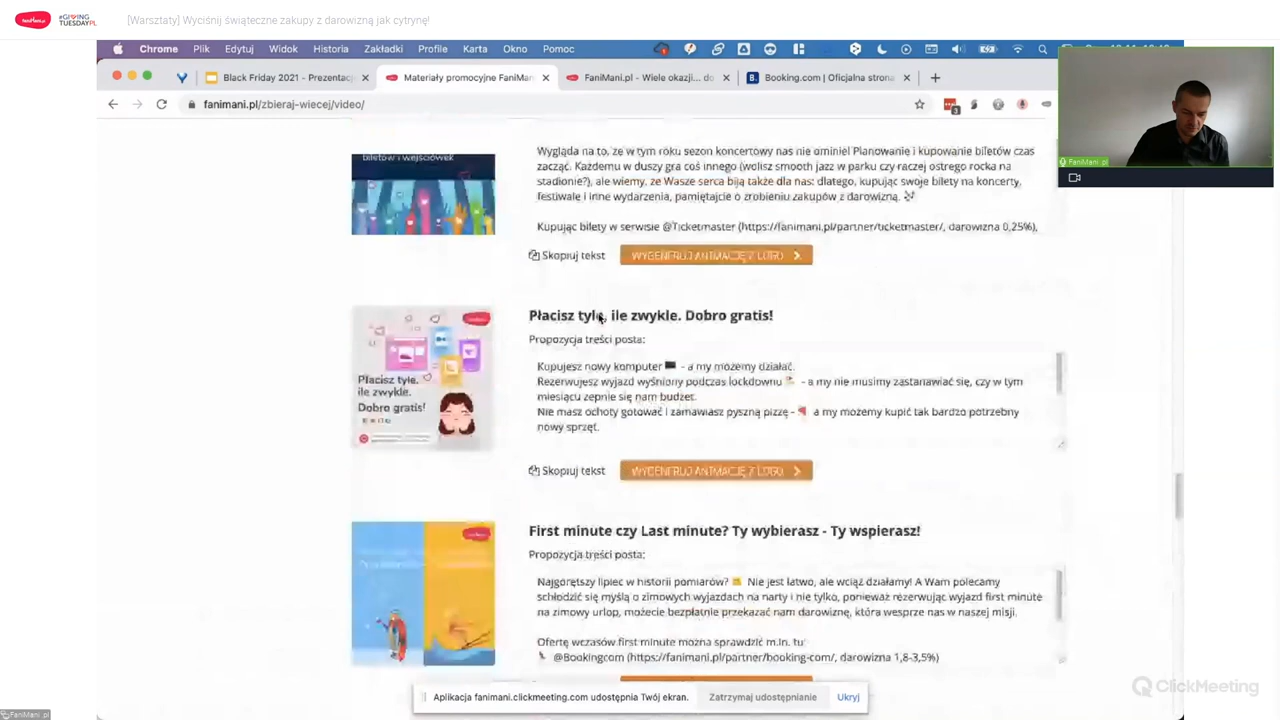 FaniMani #GIVING TUESDAYPL [Warsztaty] Wyciśnij świąteczne zakupy z darowizną jak cytrynę!
Chrome Plik Edytuj Widok Historia Zakładki Profile Karta Okno Pomoc
Black Friday 2021 - Prezentac
Materiały promocyjne FaniMan
FaniMani.pl - Wiele okazji... do
Booking.com | Oficjalna strona
fanimani.pl/zbieraj-wiecej/video/
FaniMani .pl
biletów i wejściówek
Wygląda na to, że w tym roku sezon koncertowy nas nie ominie! Planowanie i kupowanie biletów czas
zacząć. Każdemu w duszy gra coś innego (wolisz smooth jazz w parku czy raczej ostrego rocka na
stadionie?), ale wiemy, że Wasze serca biją także dla nas: dlatego, kupując swoje bilety na koncerty,
festiwale i inne wydarzenia, pamiętajcie o zrobieniu zakupów z darowizną.
Kupując bilety w serwisie @Ticketmaster (https://fanimani.pl/partner/ticketmaster/, darowizna 0,25%),
Skopiuj tekst
WYGENERUJ ANIMACJĘ Z LOGO
Płacisz tyle, ile zwykle. Dobro gratis!
Propozycja treści posta:
Kupujesz nowy komputer - a my możemy działać.
Rezerwujesz wyjazd wyśniony podczas lockdownu - a my nie musimy zastanawiać się, czy w tym
miesiącu zepnie się nam budżet.
Nie masz ochoty gotować i zamawiasz pyszną pizzę - a my możemy kupić tak bardzo potrzebny
nowy sprzęt.
Płacisz tyle,
ile zwykle.
Dobro gratis!
Skopiuj tekst
WYGENERUJ ANIMACJĘ Z LOGO
First minute czy Last minute? Ty wybierasz - Ty wspierasz!
Propozycja treści posta:
Najgorętszy lipiec w historii pomiarów? Nie jest łatwo, ale wciąż działamy! A Wam polecamy
schłodzić się myślą o zimowych wyjazdach na narty i nie tylko, ponieważ rezerwując wyjazd first minute
na zimowy urlop, możecie bezpłatnie przekazać nam darowiznę, która wesprze nas w naszej misji.
Ofertę wczasów first minute można sprawdzić m.in. tu:
@Bookingcom (https://fanimani.pl/partner/booking-com/, darowizna 1,8-3,5%)
Aplikacja fanimani.clickmeeting.com udostępnia Twój ekran. Zatrzymaj udostępnianie Ukryj
ClickMeeting
FaniMani .pl